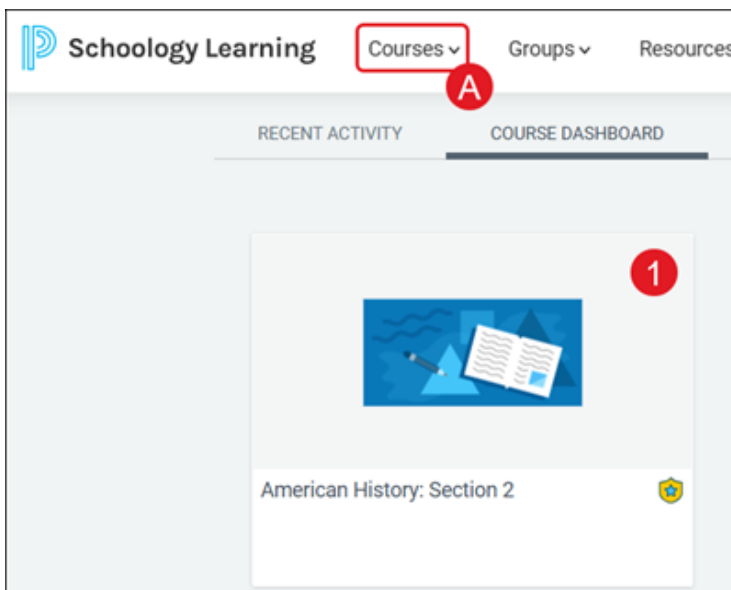 Schoology Learning Courses Groups Resources
A
RECENT ACTIVITY COURSE DASHBOARD
1
American History: Section 2